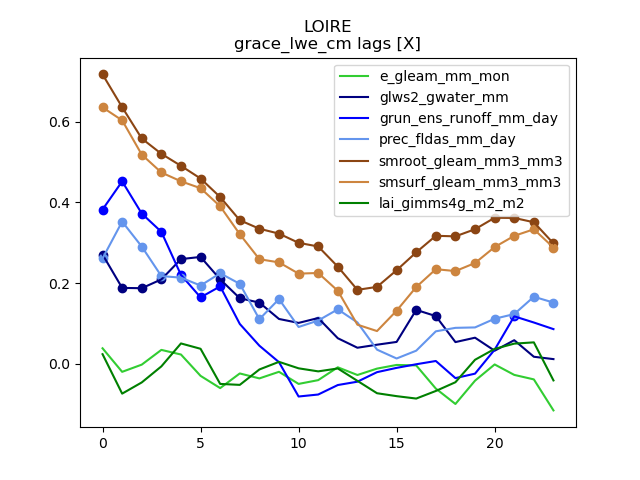 LOIRE
grace_lwe_cm lags [X]
e_gleam_mm_mon
glws2_gwater_mm
grun_ens_runoff_mm_day
prec_fldas_mm_day
smroot_gleam_mm3_mm3
smsurf_gleam_mm3_mm3
lai_gimms4g_m2_m2
0.6
0.4
0.2
0.0
0 5 10 15 20